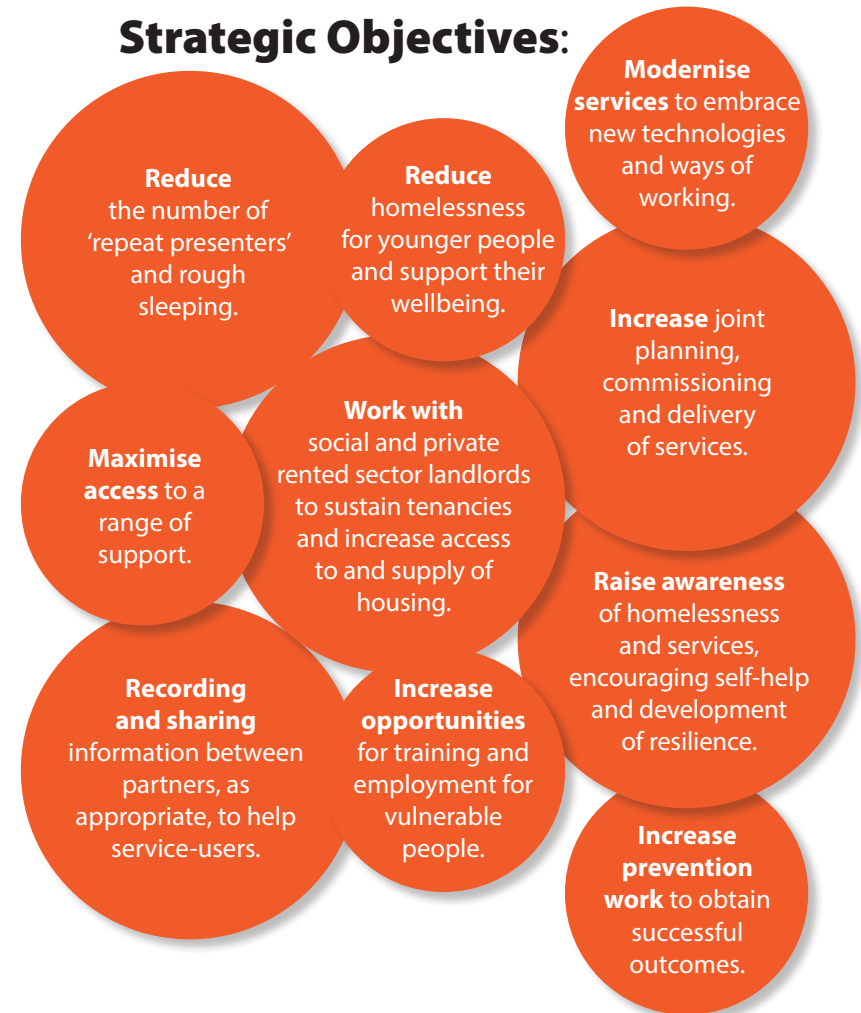 Strategic Objectives:
Modernise
services to embrace
new technologies
and ways of
working.
Reduce
the number of
‘repeat presenters’
and rough
sleeping.
Reduce
homelessness
for younger people
and support their
wellbeing.
Increase joint
planning,
commissioning
and delivery
of services.
Work with
social and private
rented sector landlords
to sustain tenancies
and increase access
to and supply of
housing.
Maximise
access to a
range of
support.
Raise awareness
of homelessness
and services,
encouraging self-help
and development
of resilience.
Recording
and sharing
information between
partners, as
appropriate, to help
service-users.
Increase
opportunities
for training and
employment for
vulnerable
people.
Increase
prevention
work to obtain
successful
outcomes.